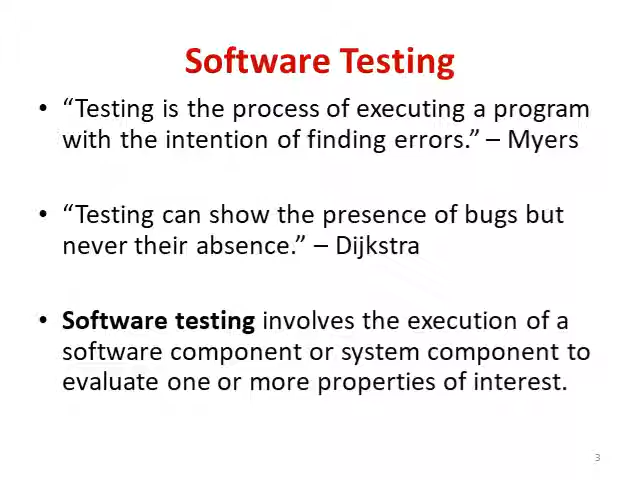 Software Testing
• “Testing is the process of executing a program
with the intention of finding errors.” – Myers
• “Testing can show the presence of bugs but
never their absence.” – Dijkstra
• Software testing involves the execution of a
software component or system component to
evaluate one or more properties of interest.
3